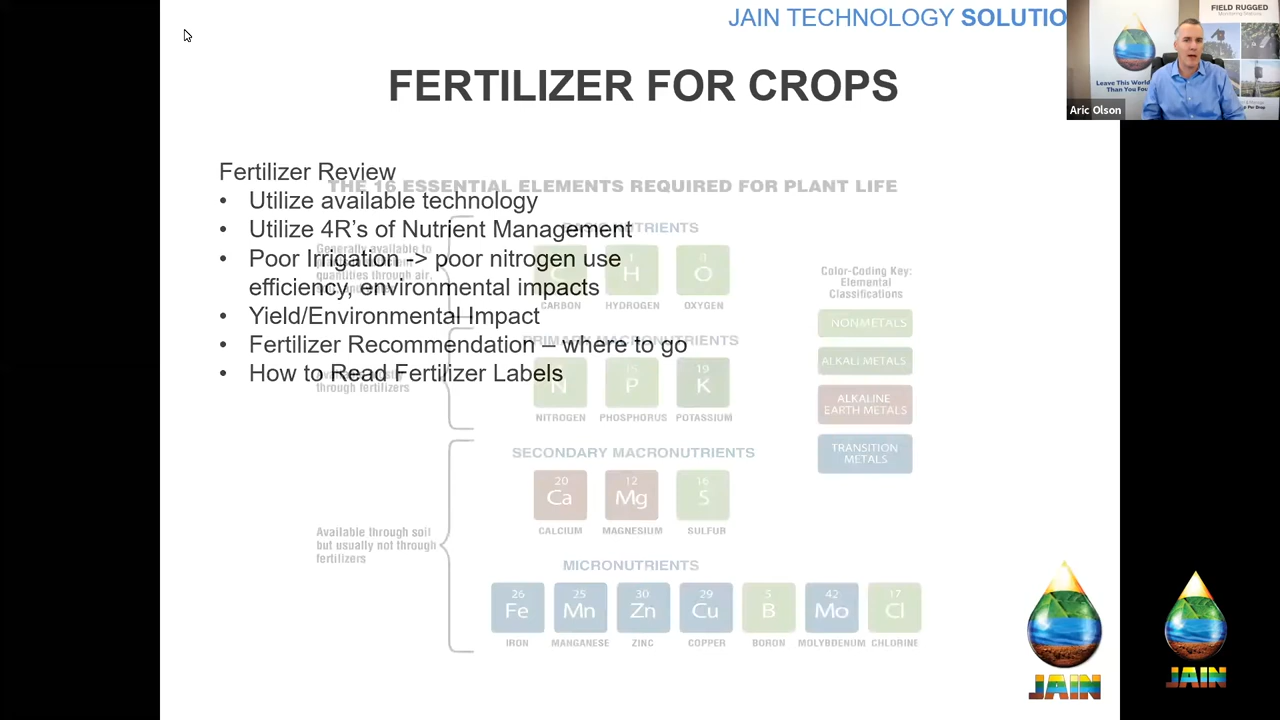 JAIN TECHNOLOGY SOLUTIO
FIELD RUGGED
Leave This World
Than You Fou
Per Drop
Aric Olson
FERTILIZER FOR CROPS
Fertilizer Review
• Utilize available technology
• Utilize 4R’s of Nutrient Management
• Poor Irrigation -> poor nitrogen use
efficiency, environmental impacts
• Yield/Environmental Impact
• Fertilizer Recommendation – where to go
• How to Read Fertilizer Labels
THE 16 ESSENTIAL ELEMENTS REQUIRED FOR PLANT LIFE
BASIC NUTRIENTS
Generally available to
quantities through air,
C
1
H
8
O
CARBON HYDROGEN OXYGEN
PRIMARY MACRONUTRIENTS
through fertilizers
N
15
P
19
K
NITROGEN PHOSPHORUS POTASSIUM
SECONDARY MACRONUTRIENTS
20
Ca
12
Mg
16
S
CALCIUM MAGNESIUM SULFUR
Available through soil
but usually not through
fertilizers
MICRONUTRIENTS
26
Fe
25
Mn
30
Zn
29
Cu
5
B
42
Mo
17
Cl
IRON MANGANESE ZINC COPPER BORON MOLYBDENUM CHLORINE
Color-Coding Key:
Elemental
Classifications
NONMETALS
ALKALI METALS
ALKALINE
EARTH METALS
TRANSITION
METALS
JAIN
JAIN